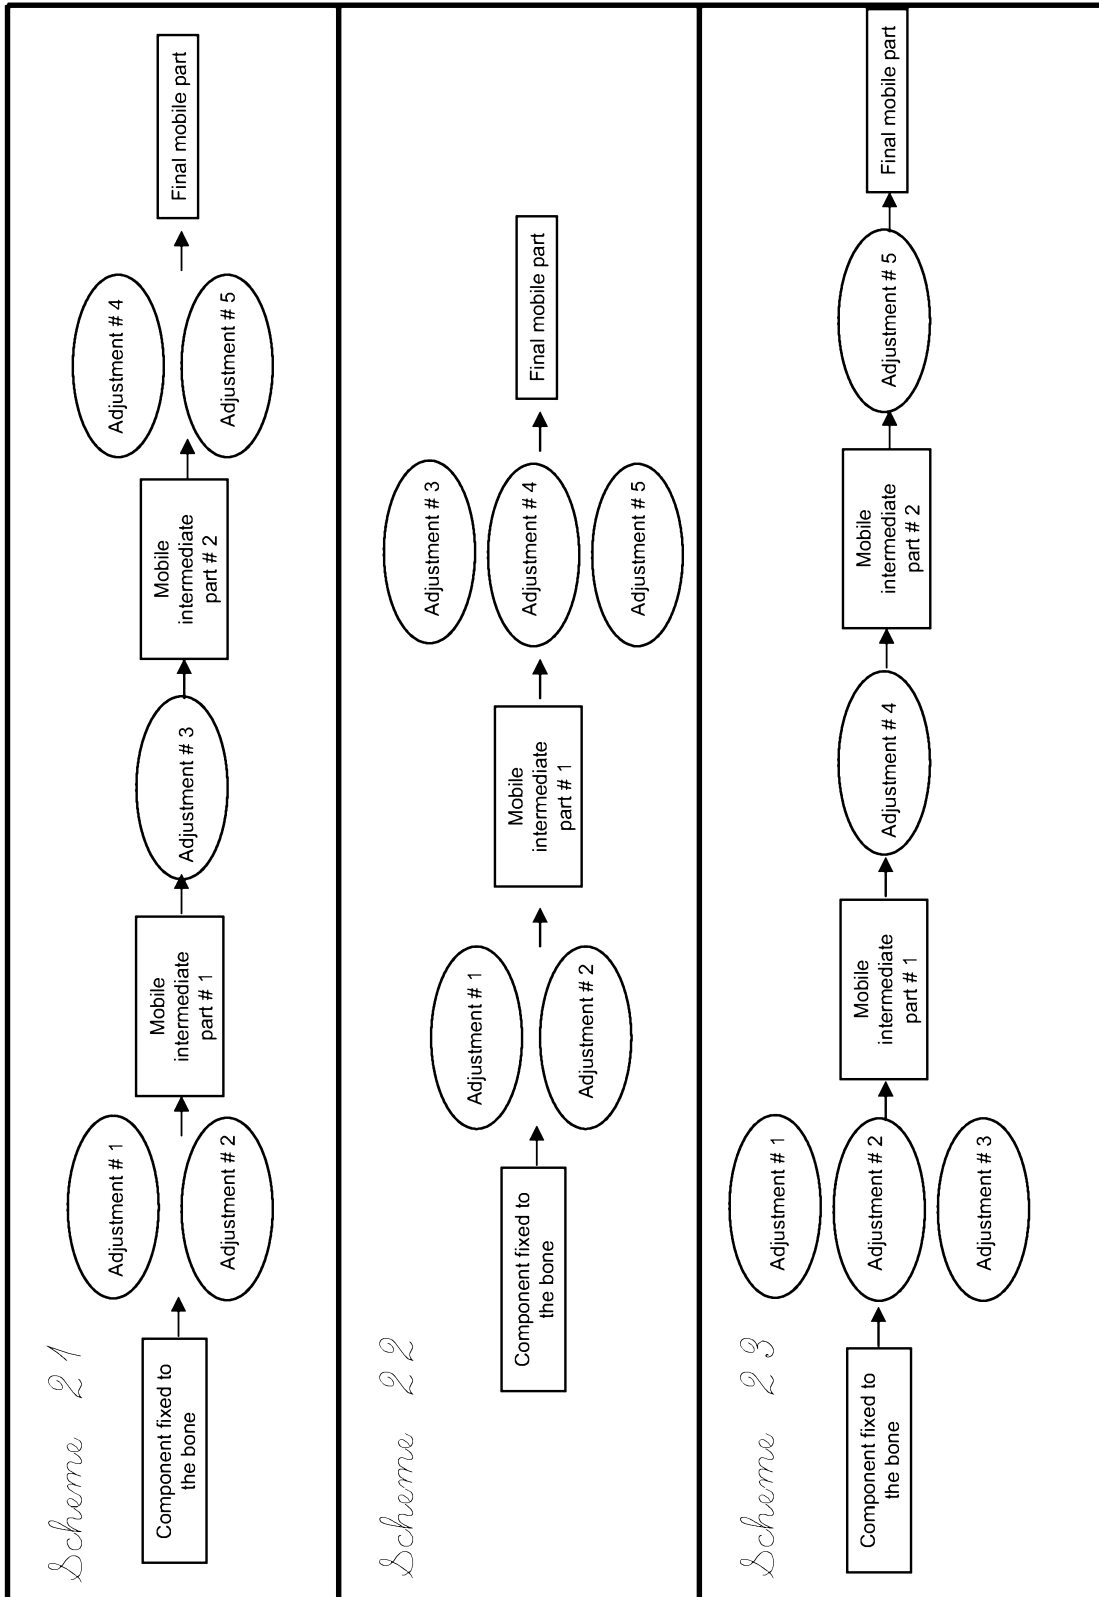 Scheme 21
Component fixed to
the bone
Adjustment # 1
Adjustment # 2
Mobile
intermediate
part # 1
Adjustment # 3
Mobile
intermediate
part # 2
Adjustment # 4
Adjustment # 5
Final mobile part
Scheme 22
Component fixed to
the bone
Adjustment # 1
Adjustment # 2
Mobile
intermediate
part # 1
Adjustment # 3
Adjustment # 4
Adjustment # 5
Final mobile part
Scheme 23
Component fixed to
the bone
Adjustment # 1
Adjustment # 2
Adjustment # 3
Mobile
intermediate
part # 1
Adjustment # 4
Mobile
intermediate
part # 2
Adjustment # 5
Final mobile part